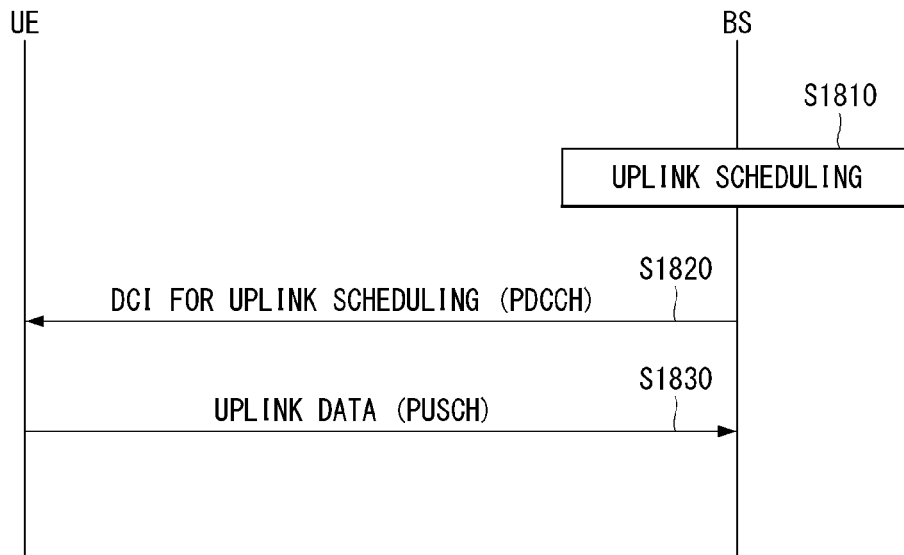 UE
BS
S1810
UPLINK SCHEDULING
S1820
DCI FOR UPLINK SCHEDULING (PDCCH)
S1830
UPLINK DATA (PUSCH)